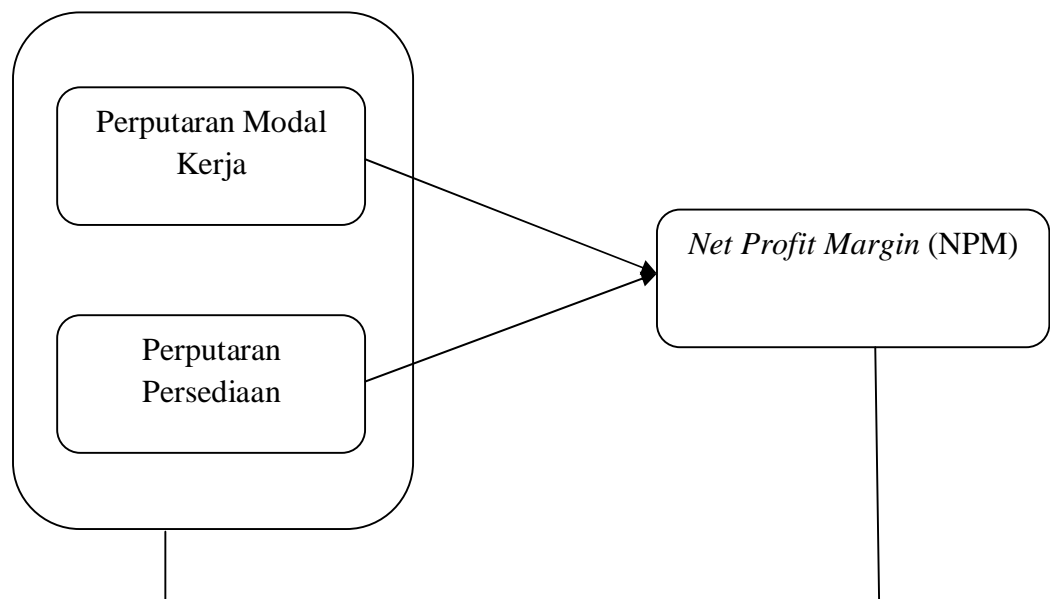 Perputaran Modal
Kerja
Net Profit Margin (NPM)
Perputaran
Persediaan